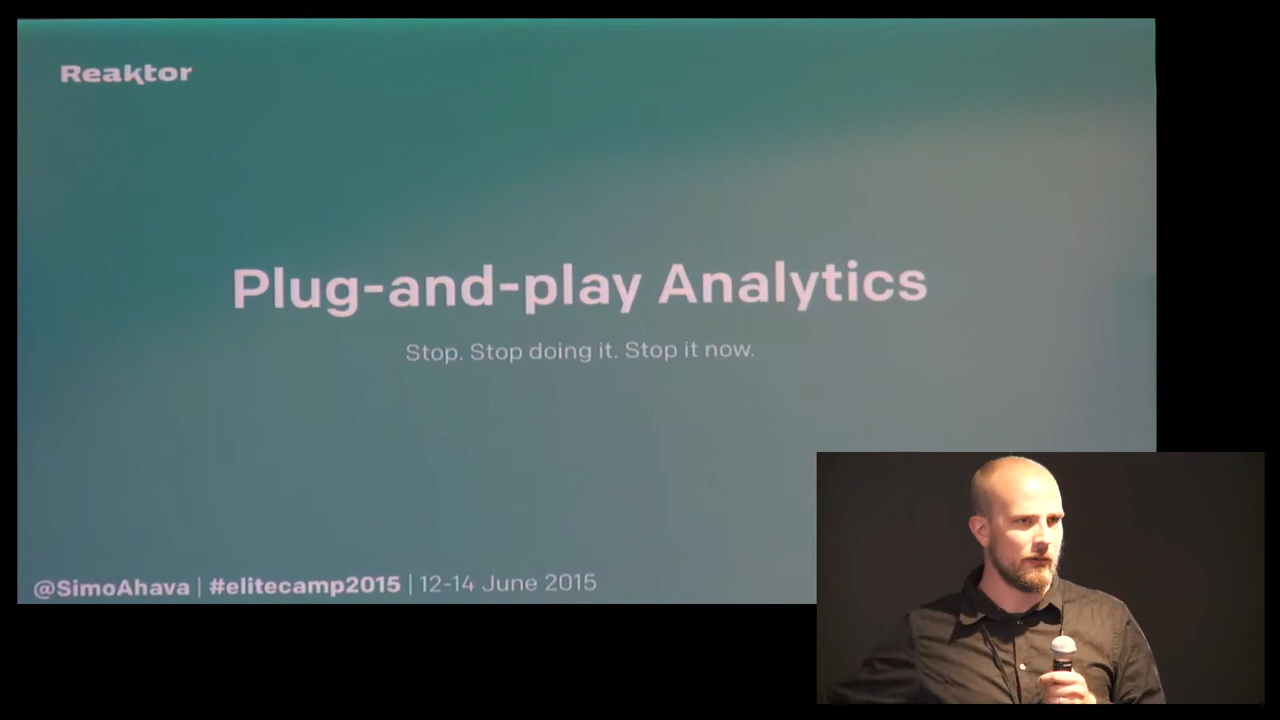 Reaktor
Plug-and-play Analytics
Stop. Stop doing it. Stop it now.
@SimoAhava | #elitecamp2015 | 12-14 June 2015